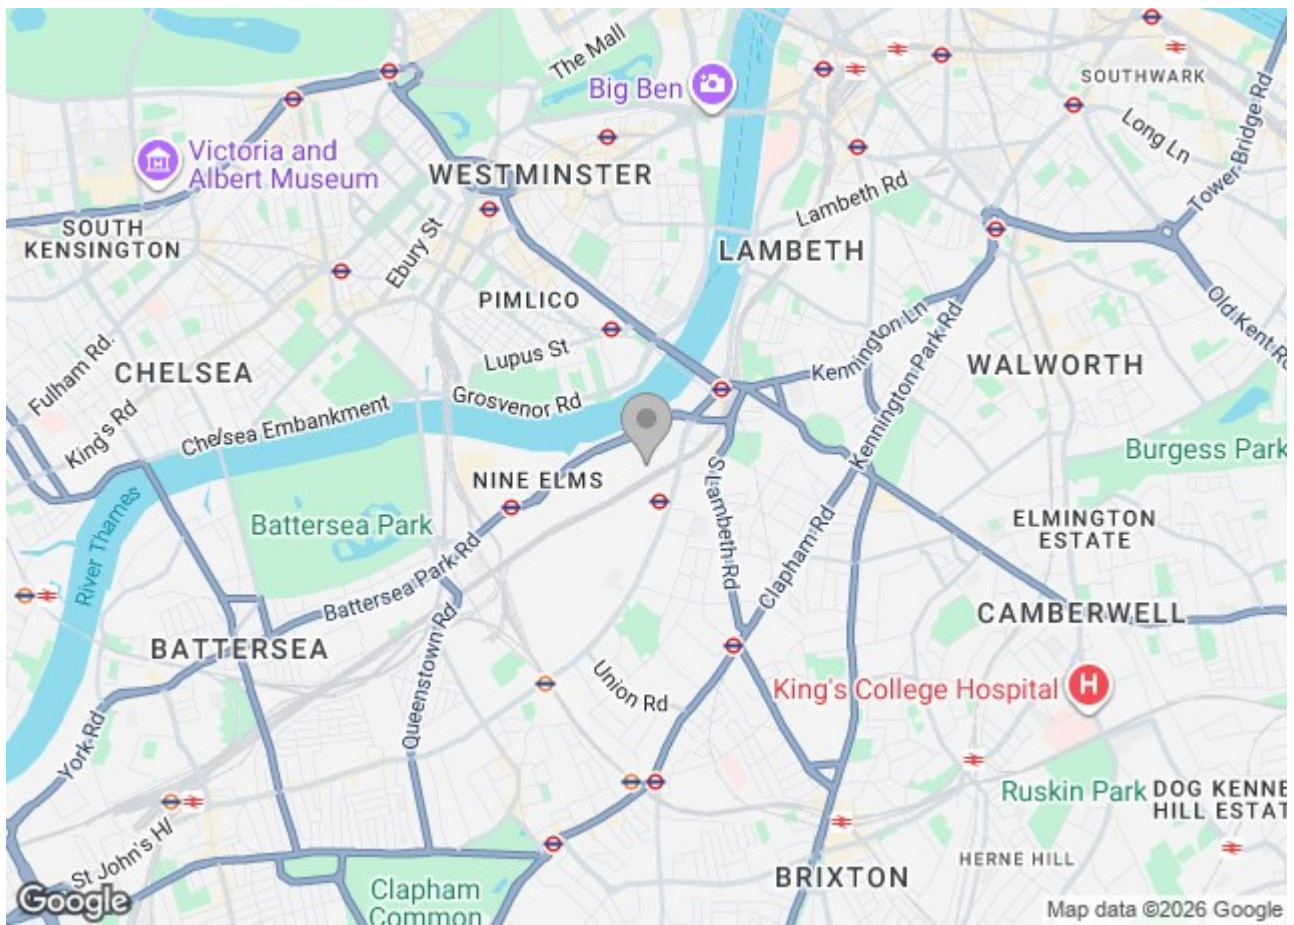 The Mall
Big Ben
SOUTHWARK
Long Ln
Tower Bridge Rd
Victoria and
Albert Museum
WESTMINSTER
Lambeth Rd
SOUTH
KENSINGTON
Ebury St
LAMBETH
PIMLICO
Old Kent Rd
Kennington Ln
Kennington Park Rd
Lupus St
WALWORTH
Fulham Rd.
CHELSEA
Grosvenor Rd
King's Rd
Chelsea Embankment
Burgess Park
NINE ELMS
S Lambeth Rd
Battersea Park
ELMINGTON
ESTATE
River Thames
Clapham Rd
Battersea Park Rd
CAMBERWELL
BATTERSEA
Queenstown Rd
Union Rd
King's College Hospital
H
York Rd
Ruskin Park
DOG KENNE
HILL ESTAT
St John's Hl
HERNE HILL
BRIXTON
Clapham
Common
Google
Map data ©2026 Google